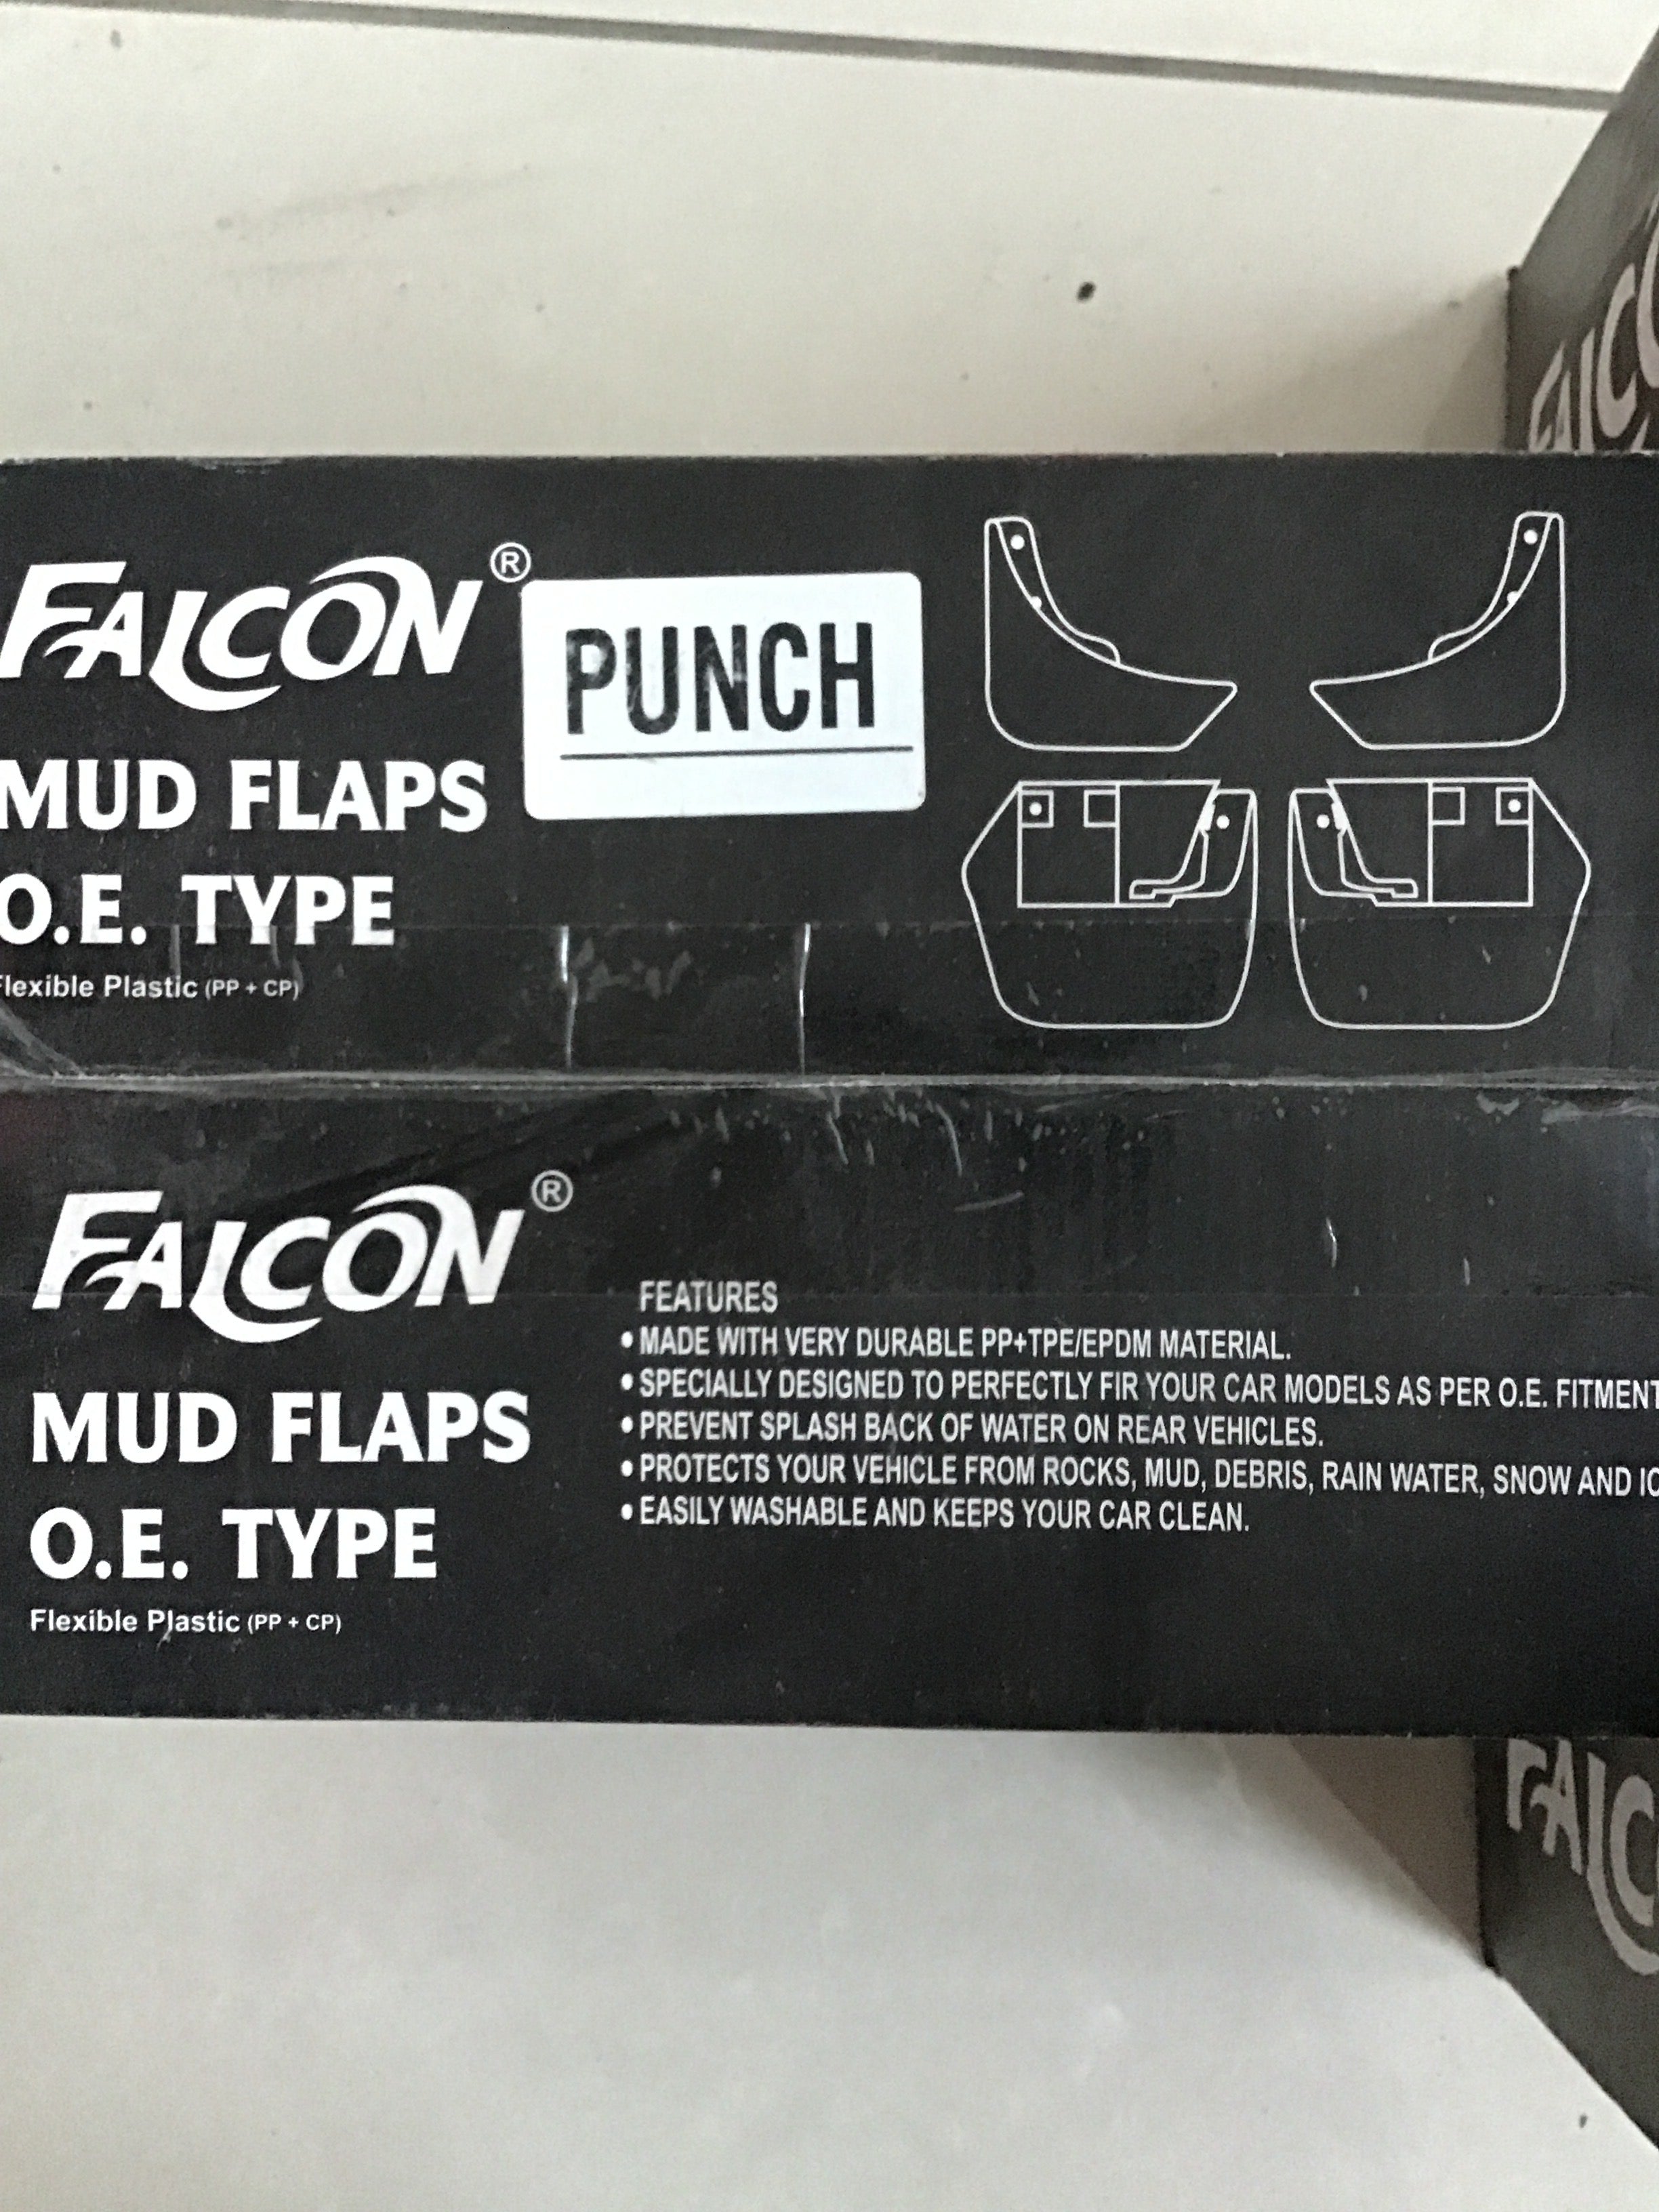 FALCON®
PUNCH
MUD FLAPS
O.E. TYPE
Flexible Plastic (PP + CP)
FALCON®
MUD FLAPS
O.E. TYPE
Flexible Plastic (PP + CP)
FEATURES
• MADE WITH VERY DURABLE PP+TPE/EPDM MATERIAL.
• SPECIALLY DESIGNED TO PERFECTLY FIR YOUR CAR MODELS AS PER O.E. FITMENT
• PREVENT SPLASH BACK OF WATER ON REAR VEHICLES.
• PROTECTS YOUR VEHICLE FROM ROCKS, MUD, DEBRIS, RAIN WATER, SNOW AND IC
• EASILY WASHABLE AND KEEPS YOUR CAR CLEAN.
FALCO
FALC